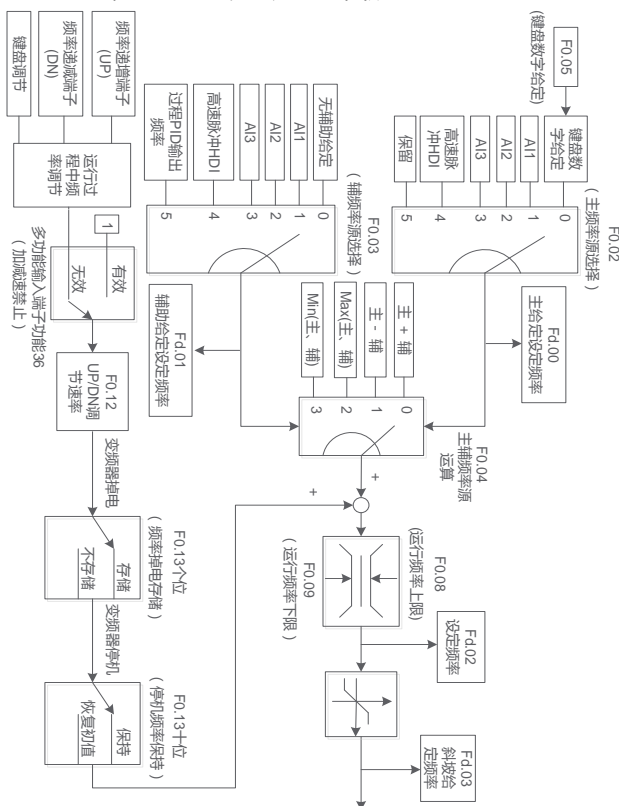 F0.05
(键盘数字给定)
键盘数
字给定
AI1
AI2
AI3
高速脉
冲HDI
保留
0
1
2
3
4
5
F0.02
( 主频率源选择 )
Fd.00
主给定设定频率
无辅助给定
AI1
AI2
AI3
高速脉冲HDI
过程PID输出
频率
0
1
2
3
4
5
F0.03
( 辅频率源选择 )
Fd.01
辅助给定设定频率
主 + 辅
主 - 辅
Max(主、辅)
Min(主、辅)
0
1
2
3
F0.04
主辅频率源
运算
+
+
F0.08
(运行频率上限)
F0.09
( 运行频率下限 )
Fd.02
设定频率
Fd.03
斜坡给
定频率
频率递增端子
(UP)
频率递减端子
(DN)
键盘调节
运行过
程中频
率调节
1
有效
无效
多功能输入端子功能36
( 加减速禁止 )
F0.12
UP/DN调
节速率
变频器掉电
F0.13个位
( 频率掉电存储 )
存储
不存储
变频器停机
F0.13十位
( 停机频率保持 )
保持
恢复初值